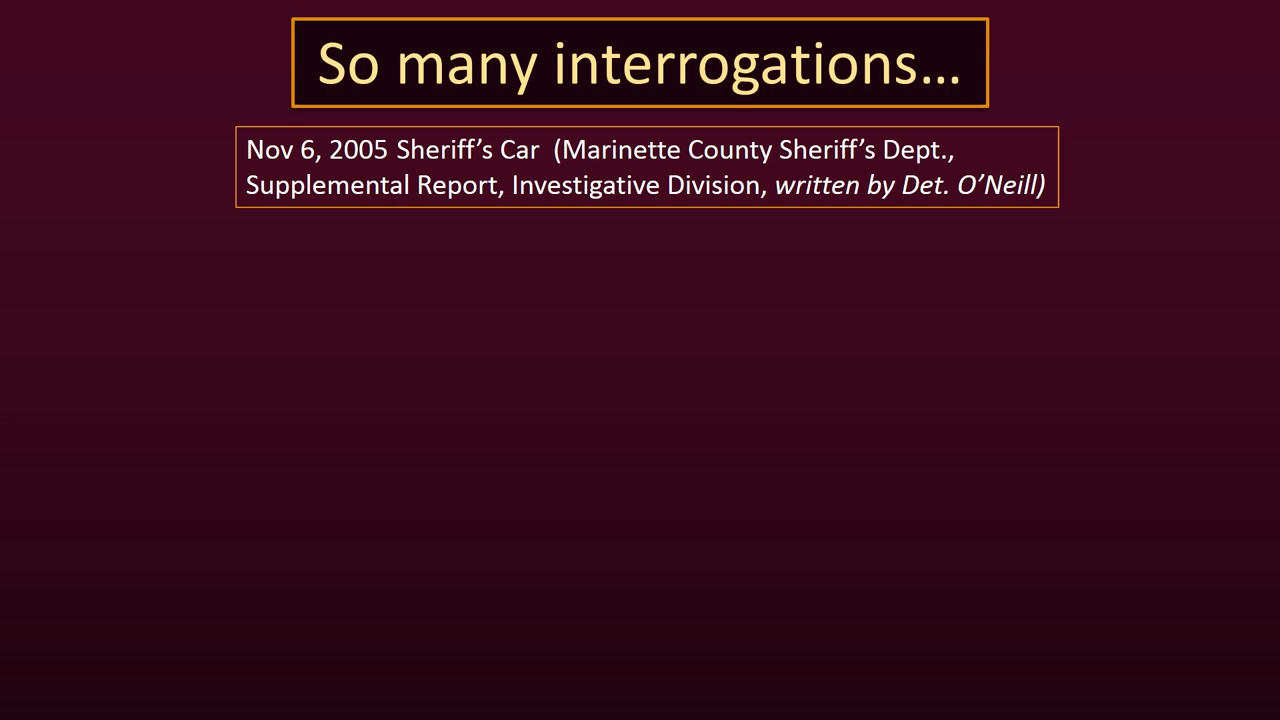 So many interrogations…
Nov 6, 2005 Sheriff’s Car  (Marinette County Sheriff’s Dept.,
Supplemental Report, Investigative Division, written by Det. O’Neill)